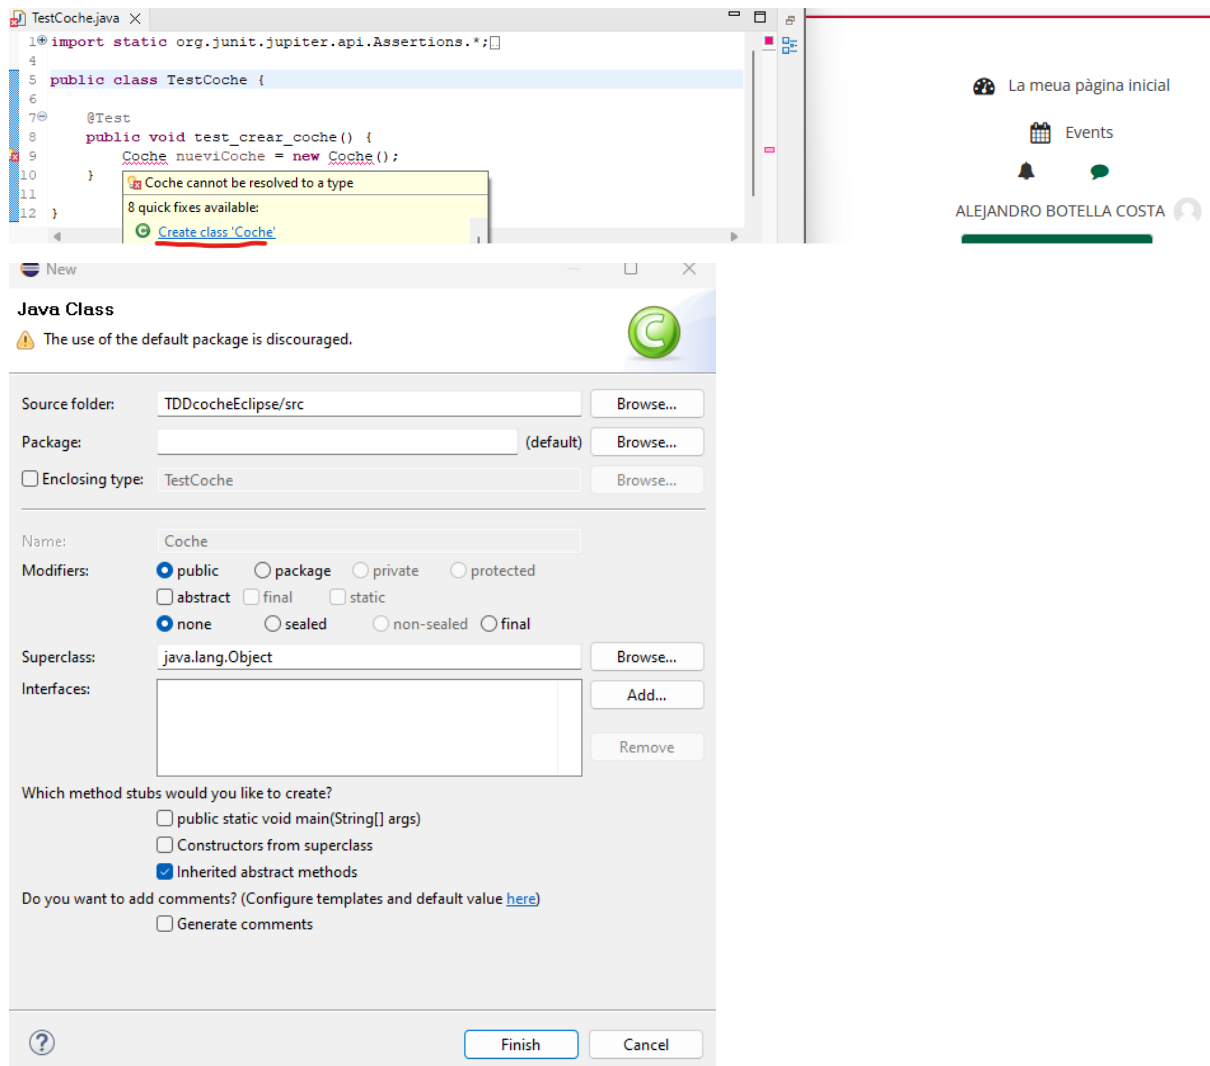 TestCoche.java
1 import static org.junit.jupiter.api.Assertions.*;
4
5 public class TestCoche {
6
7 @Test
8 public void test_crear_coche() {
9 Coche nueviCoche = new Coche();
10 }
11
12 }
Coche cannot be resolved to a type
8 quick fixes available:
Create class 'Coche'
La meua pàgina inicial
Events
ALEJANDRO BOTELLA COSTA
New
Java Class
The use of the default package is discouraged.
Source folder: TDDcocheEclipse/src Browse...
Package: (default) Browse...
Enclosing type: TestCoche Browse...
Name: Coche
Modifiers: public package private protected
abstract final static
none sealed non-sealed final
Superclass: java.lang.Object Browse...
Interfaces: Add...
Remove
Which method stubs would you like to create?
public static void main(String[] args)
Constructors from superclass
Inherited abstract methods
Do you want to add comments? (Configure templates and default value here)
Generate comments
? Finish Cancel